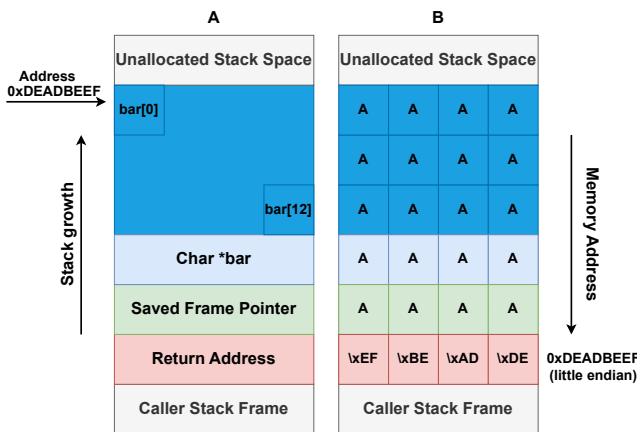 A
B
Unallocated Stack Space
Unallocated Stack Space
Address
0xDEADBEEF
bar[0]
A A A A
A A A A
bar[12]
A A A A
Stack growth
Memory Address
Char *bar
A A A A
Saved Frame Pointer
A A A A
Return Address
\xEF \xBE \xAD \xDE
0xDEADBEEF
(little endian)
Caller Stack Frame
Caller Stack Frame